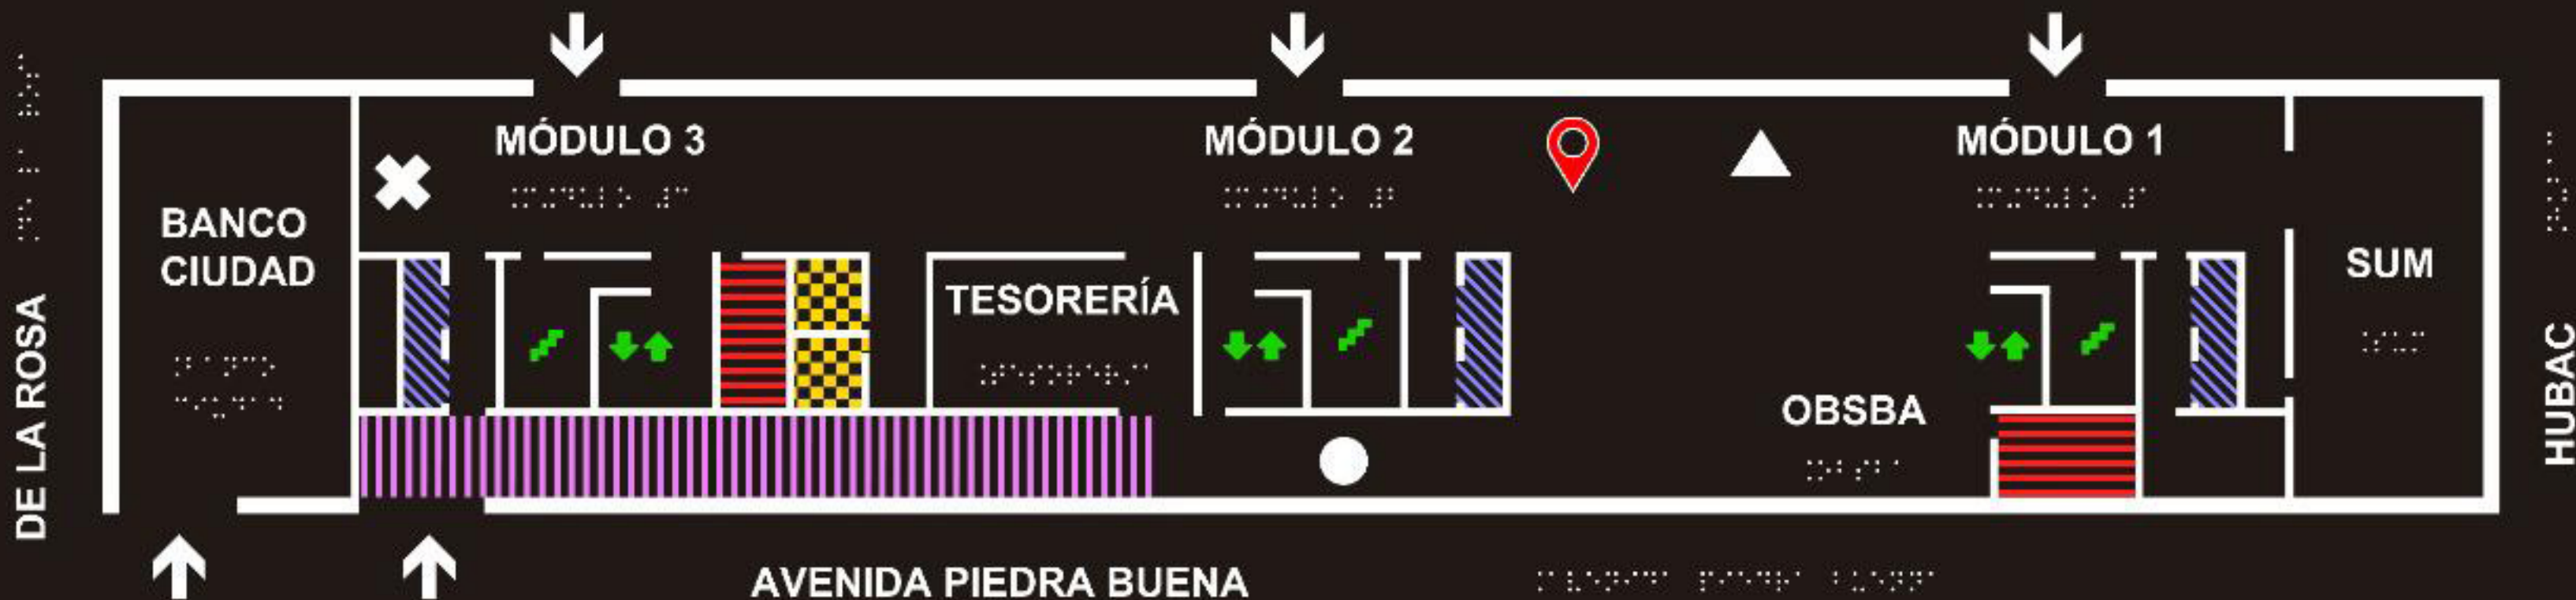 MÓDULO 3
MÓDULO 2
MÓDULO 1
BANCO
CIUDAD
SUM
TESORERÍA
OBSBA
DE LA ROSA
HUBAC
AVENIDA PIEDRA BUENA